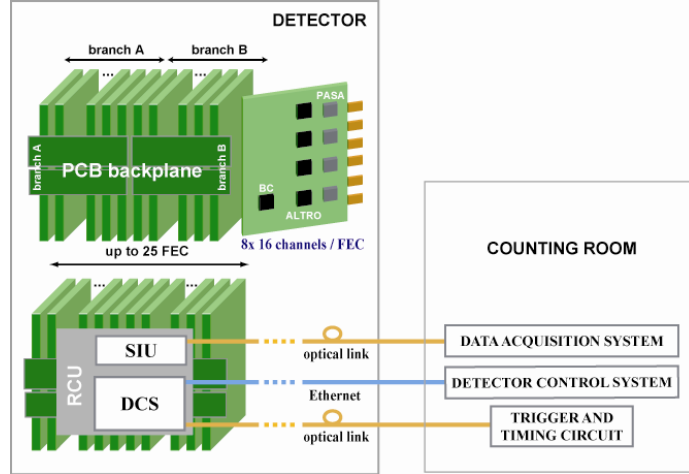 DETECTOR
branch A
branch B
...
...
PASA
branch A
PCB backplane
branch B
BC
ALTRO
8x 16 channels / FEC
up to 25 FEC
COUNTING ROOM
...
...
RCU
SIU
DCS
optical link
Ethernet
optical link
DATA ACQUISITION SYSTEM
DETECTOR CONTROL SYSTEM
TRIGGER AND
TIMING CIRCUIT